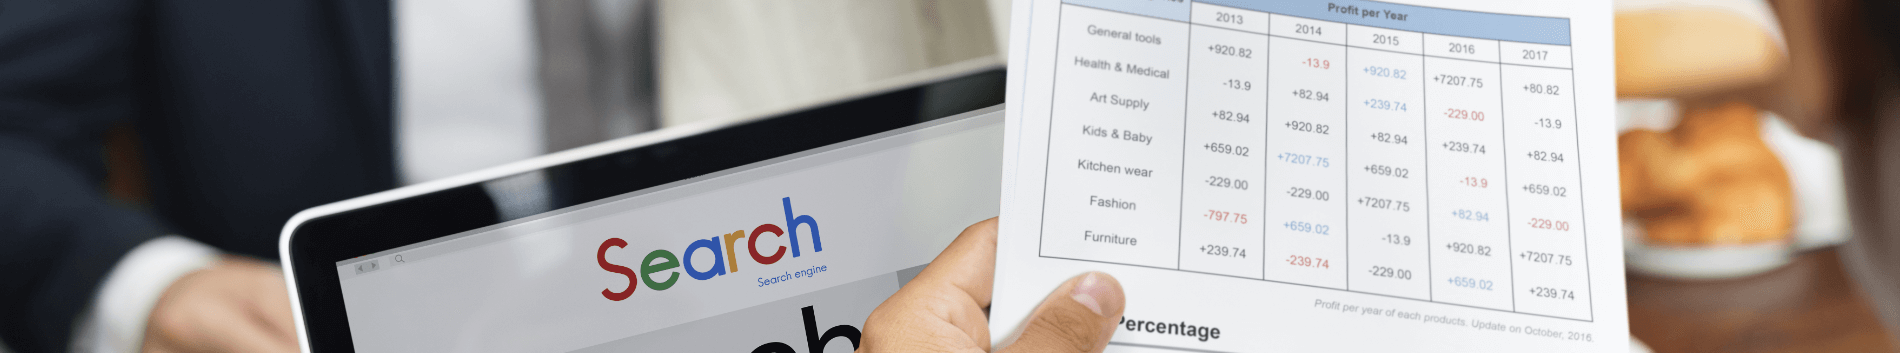 Search
Search engine
Profit per Year
2013 2014 2015 2016 2017
General tools +920.82 -13.9 +920.82 +7207.75 +80.82
Health & Medical -13.9 +82.94 +239.74 -229.00 -13.9
Art Supply +82.94 +920.82 +82.94 +239.74 +82.94
Kids & Baby +659.02 +7207.75 +659.02 -13.9 +659.02
Kitchen wear -229.00 -229.00 +7207.75 +82.94 -229.00
Fashion -797.75 +659.02 -13.9 +920.82 +7207.75
Furniture +239.74 -239.74 -229.00 +659.02 +239.74
Profit per year of each products. Update on October, 2016.
Percentage